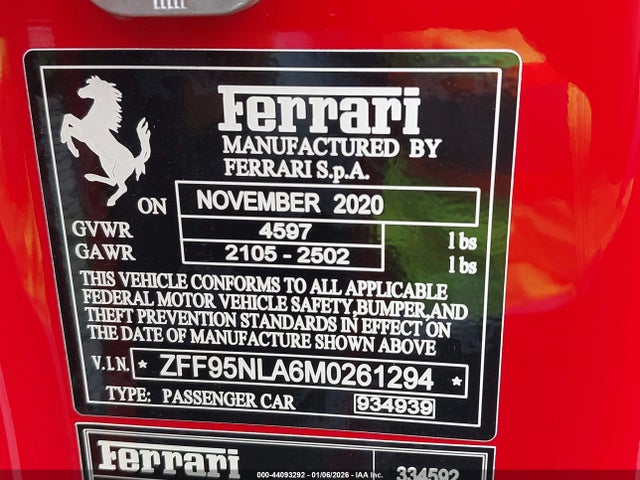 Ferrari
MANUFACTURED BY
FERRARI S.p.A.
ON NOVEMBER 2020
GVWR 4597 lbs
GAWR 2105 - 2502 lbs
THIS VEHICLE CONFORMS TO ALL APPLICABLE
FEDERAL MOTOR VEHICLE SAFETY,BUMPER,AND
THEFT PREVENTION STANDARDS IN EFFECT ON
THE DATE OF MANUFACTURE SHOWN ABOVE
V.I.N. * ZFF95NLA6M0261294 *
TYPE: PASSENGER CAR 934939
Ferrari 334592
000-44093292 - 01/06/2026 - IAA Inc.